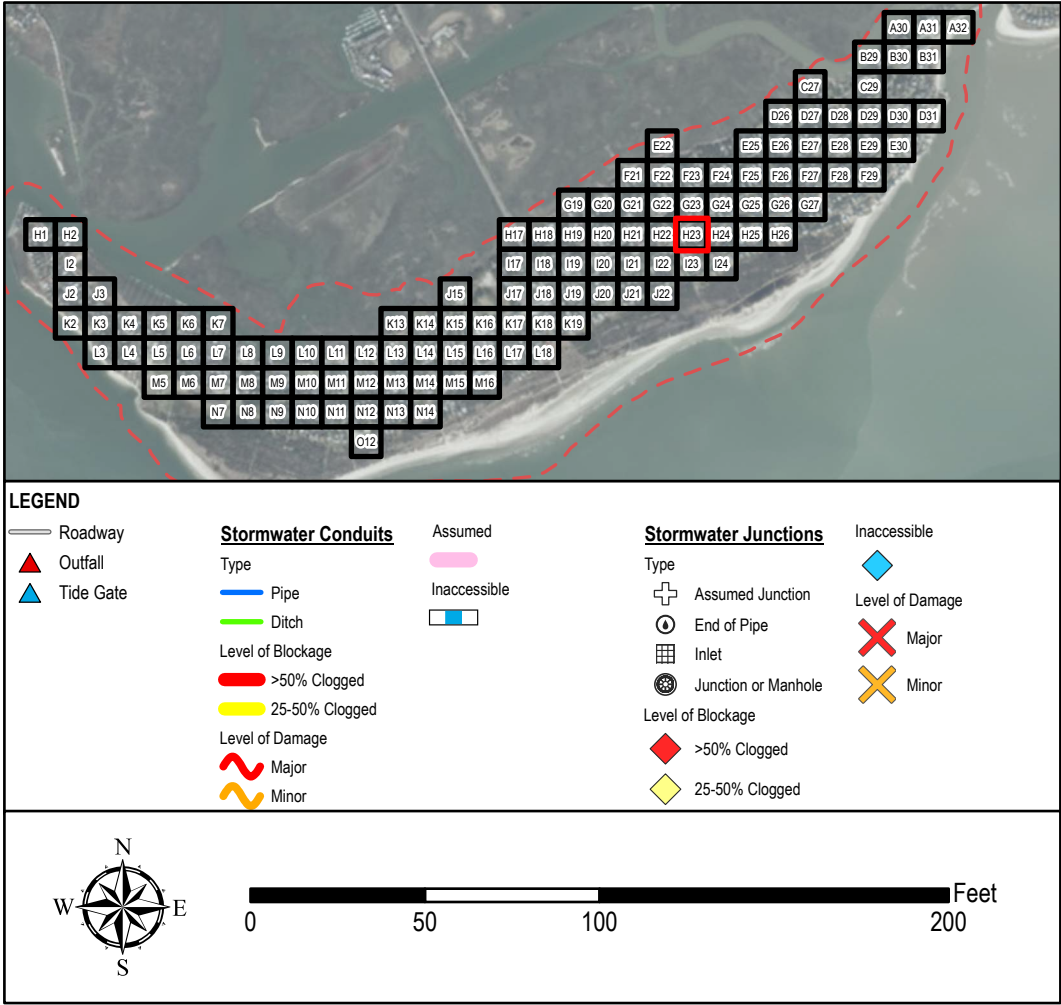 A30 A31 A32
B29 B30 B31
C27 C29
D26 D27 D28 D29 D30 D31
E22 E25 E26 E27 E28 E29 E30
F21 F22 F23 F24 F25 F26 F27 F28 F29
G19 G20 G21 G22 G23 G24 G25 G26 G27
H1 H2 H17 H18 H19 H20 H21 H22 H23 H24 H25 H26
I2 I17 I18 I19 I20 I21 I22 I23 I24
J2 J3 J15 J17 J18 J19 J20 J21 J22
K2 K3 K4 K5 K6 K7 K13 K14 K15 K16 K17 K18 K19
L3 L4 L5 L6 L7 L8 L9 L10 L11 L12 L13 L14 L15 L16 L17 L18
M5 M6 M7 M8 M9 M10 M11 M12 M13 M14 M15 M16
N7 N8 N9 N10 N11 N12 N13 N14
O12
LEGEND
Roadway
Outfall
Tide Gate
Stormwater Conduits
Type
Pipe
Ditch
Level of Blockage
>50% Clogged
25-50% Clogged
Level of Damage
Major
Minor
Assumed
Inaccessible
Stormwater Junctions
Type
Assumed Junction
End of Pipe
Inlet
Junction or Manhole
Level of Blockage
>50% Clogged
25-50% Clogged
Inaccessible
Level of Damage
Major
Minor
N
W E
S
Feet
0 50 100 200